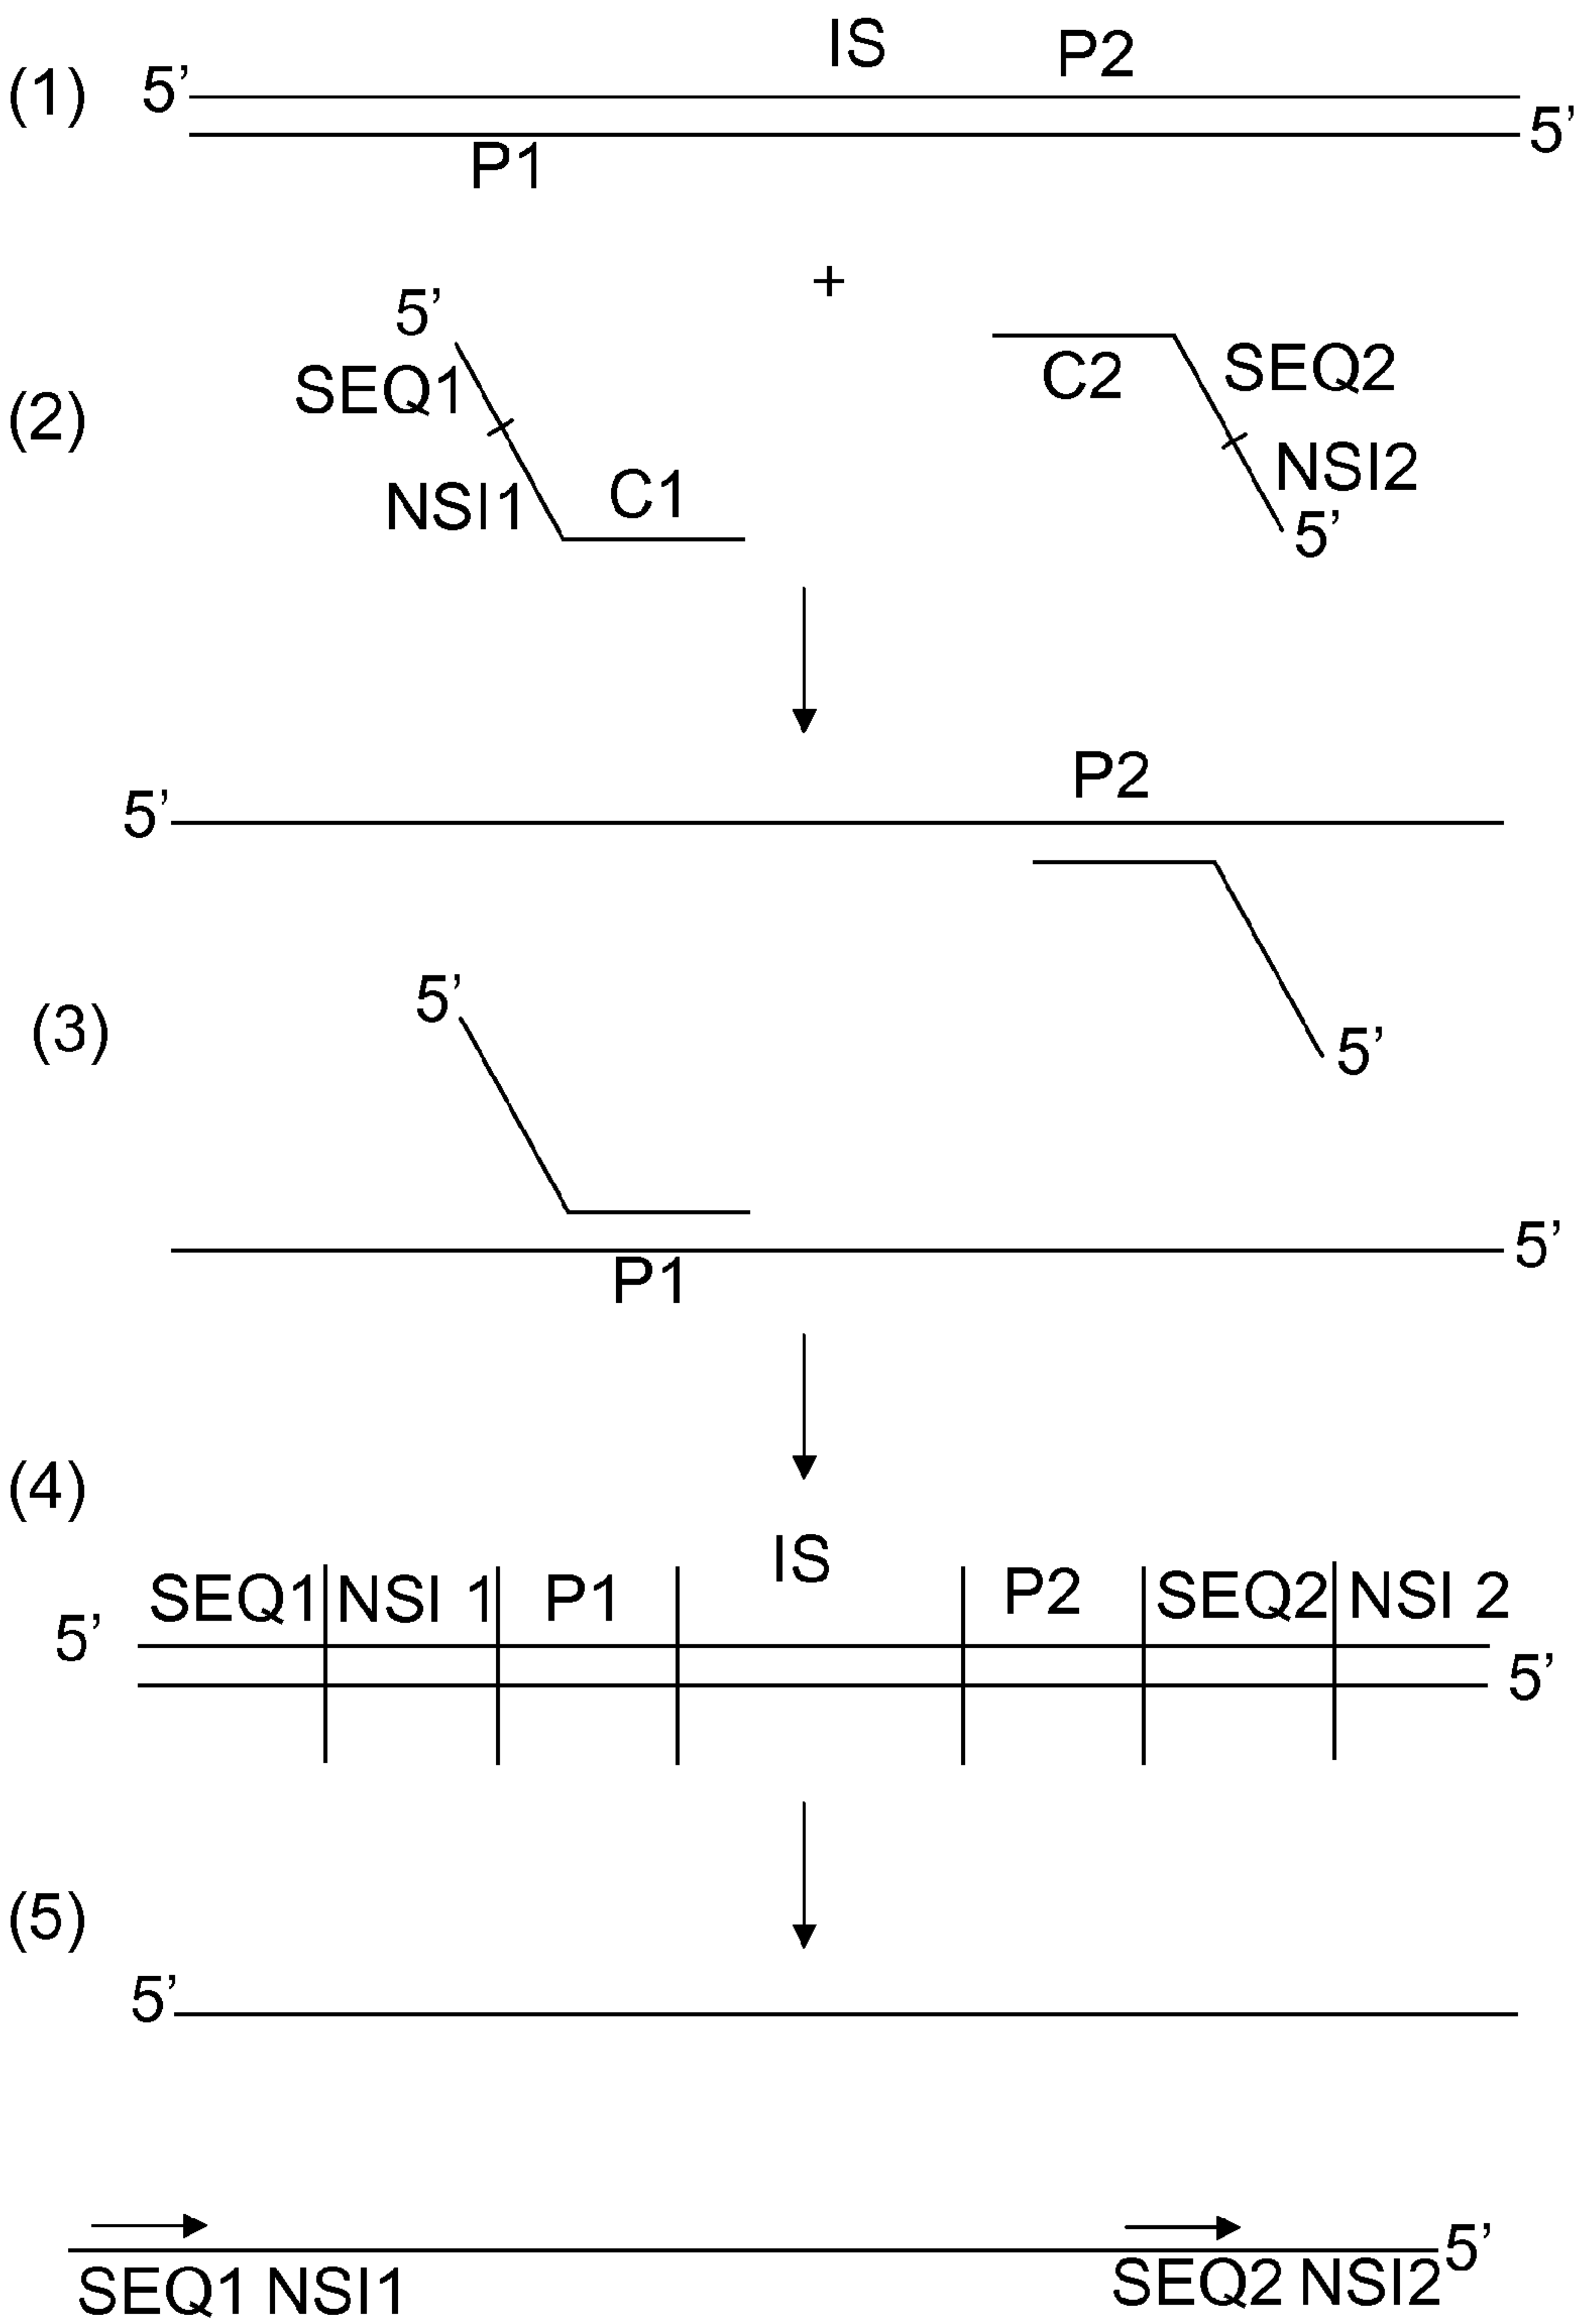 IS P2
(1) 5' 5'
P1
+
5'
SEQ1 C2 SEQ2
(2)
NSI1 C1 NSI2
5'
P2
5'
5'
(3) 5'
5'
P1
(4)
IS
SEQ1 NSI 1 P1 P2 SEQ2 NSI 2
5' 5'
(5)
5'
5'
SEQ1 NSI1 SEQ2 NSI2